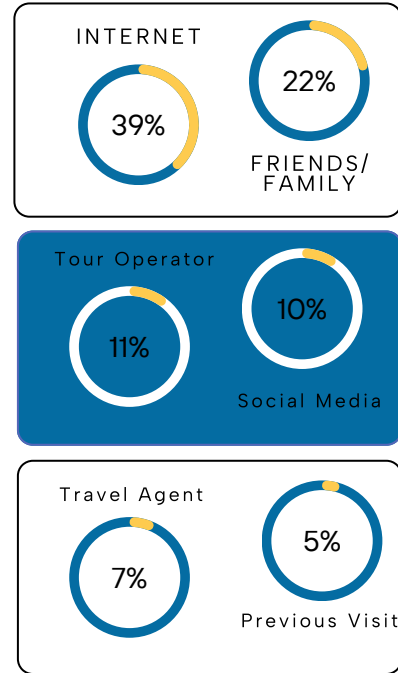 INTERNET
39%
22%
FRIENDS/
FAMILY
Tour Operator
11%
10%
Social Media
Travel Agent
7%
5%
Previous Visit